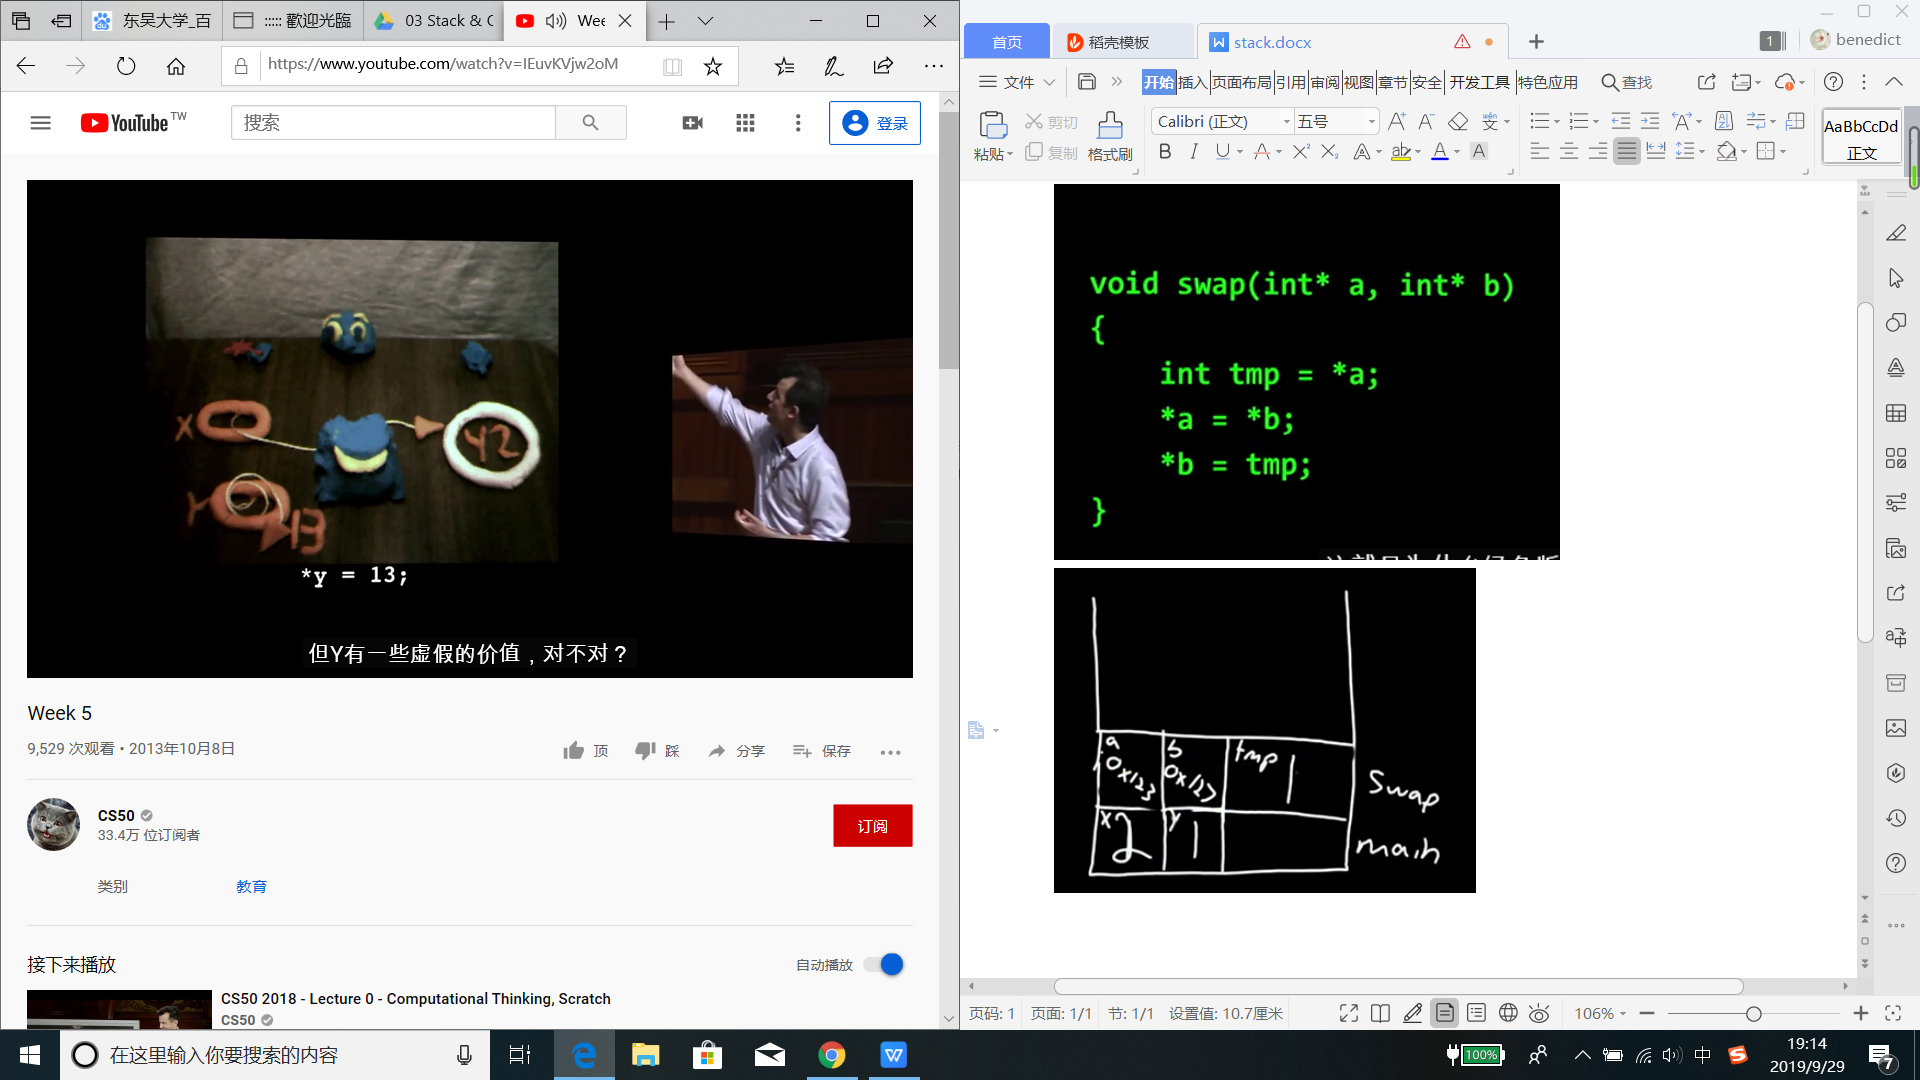 东吴大学_百
::::: 歡迎光臨
03 Stack & C
Wee
https://www.youtube.com/watch?v=IEuvKVjw2oM
YouTube TW
搜索
登录
X
Y
42
13
*y = 13;
但Y有一些虚假的价值，对不对？
Week 5
9,529 次观看 • 2013年10月8日
顶
踩
分享
保存
CS50
33.4万 位订阅者
订阅
类别
教育
接下来播放
自动播放
CS50 2018 - Lecture 0 - Computational Thinking, Scratch
CS50
首页
稻壳模板
stack.docx
1
benedict
文件
开始 插入 页面布局 引用 审阅 视图 章节 安全 开发工具 特色应用
查找
粘贴
剪切
复制
格式刷
Calibri (正文)
五号
AaBbCcDd
正文
void swap(int* a, int* b)
{
int tmp = *a;
*a = *b;
*b = tmp;
}
a
0x123
b
0x127
tmp
1
swap
x
2
y
1
main
页码: 1
页面: 1/1
节: 1/1
设置值: 10.7厘米
106%
在这里输入你要搜索的内容
100%
中
19:14
2019/9/29
7